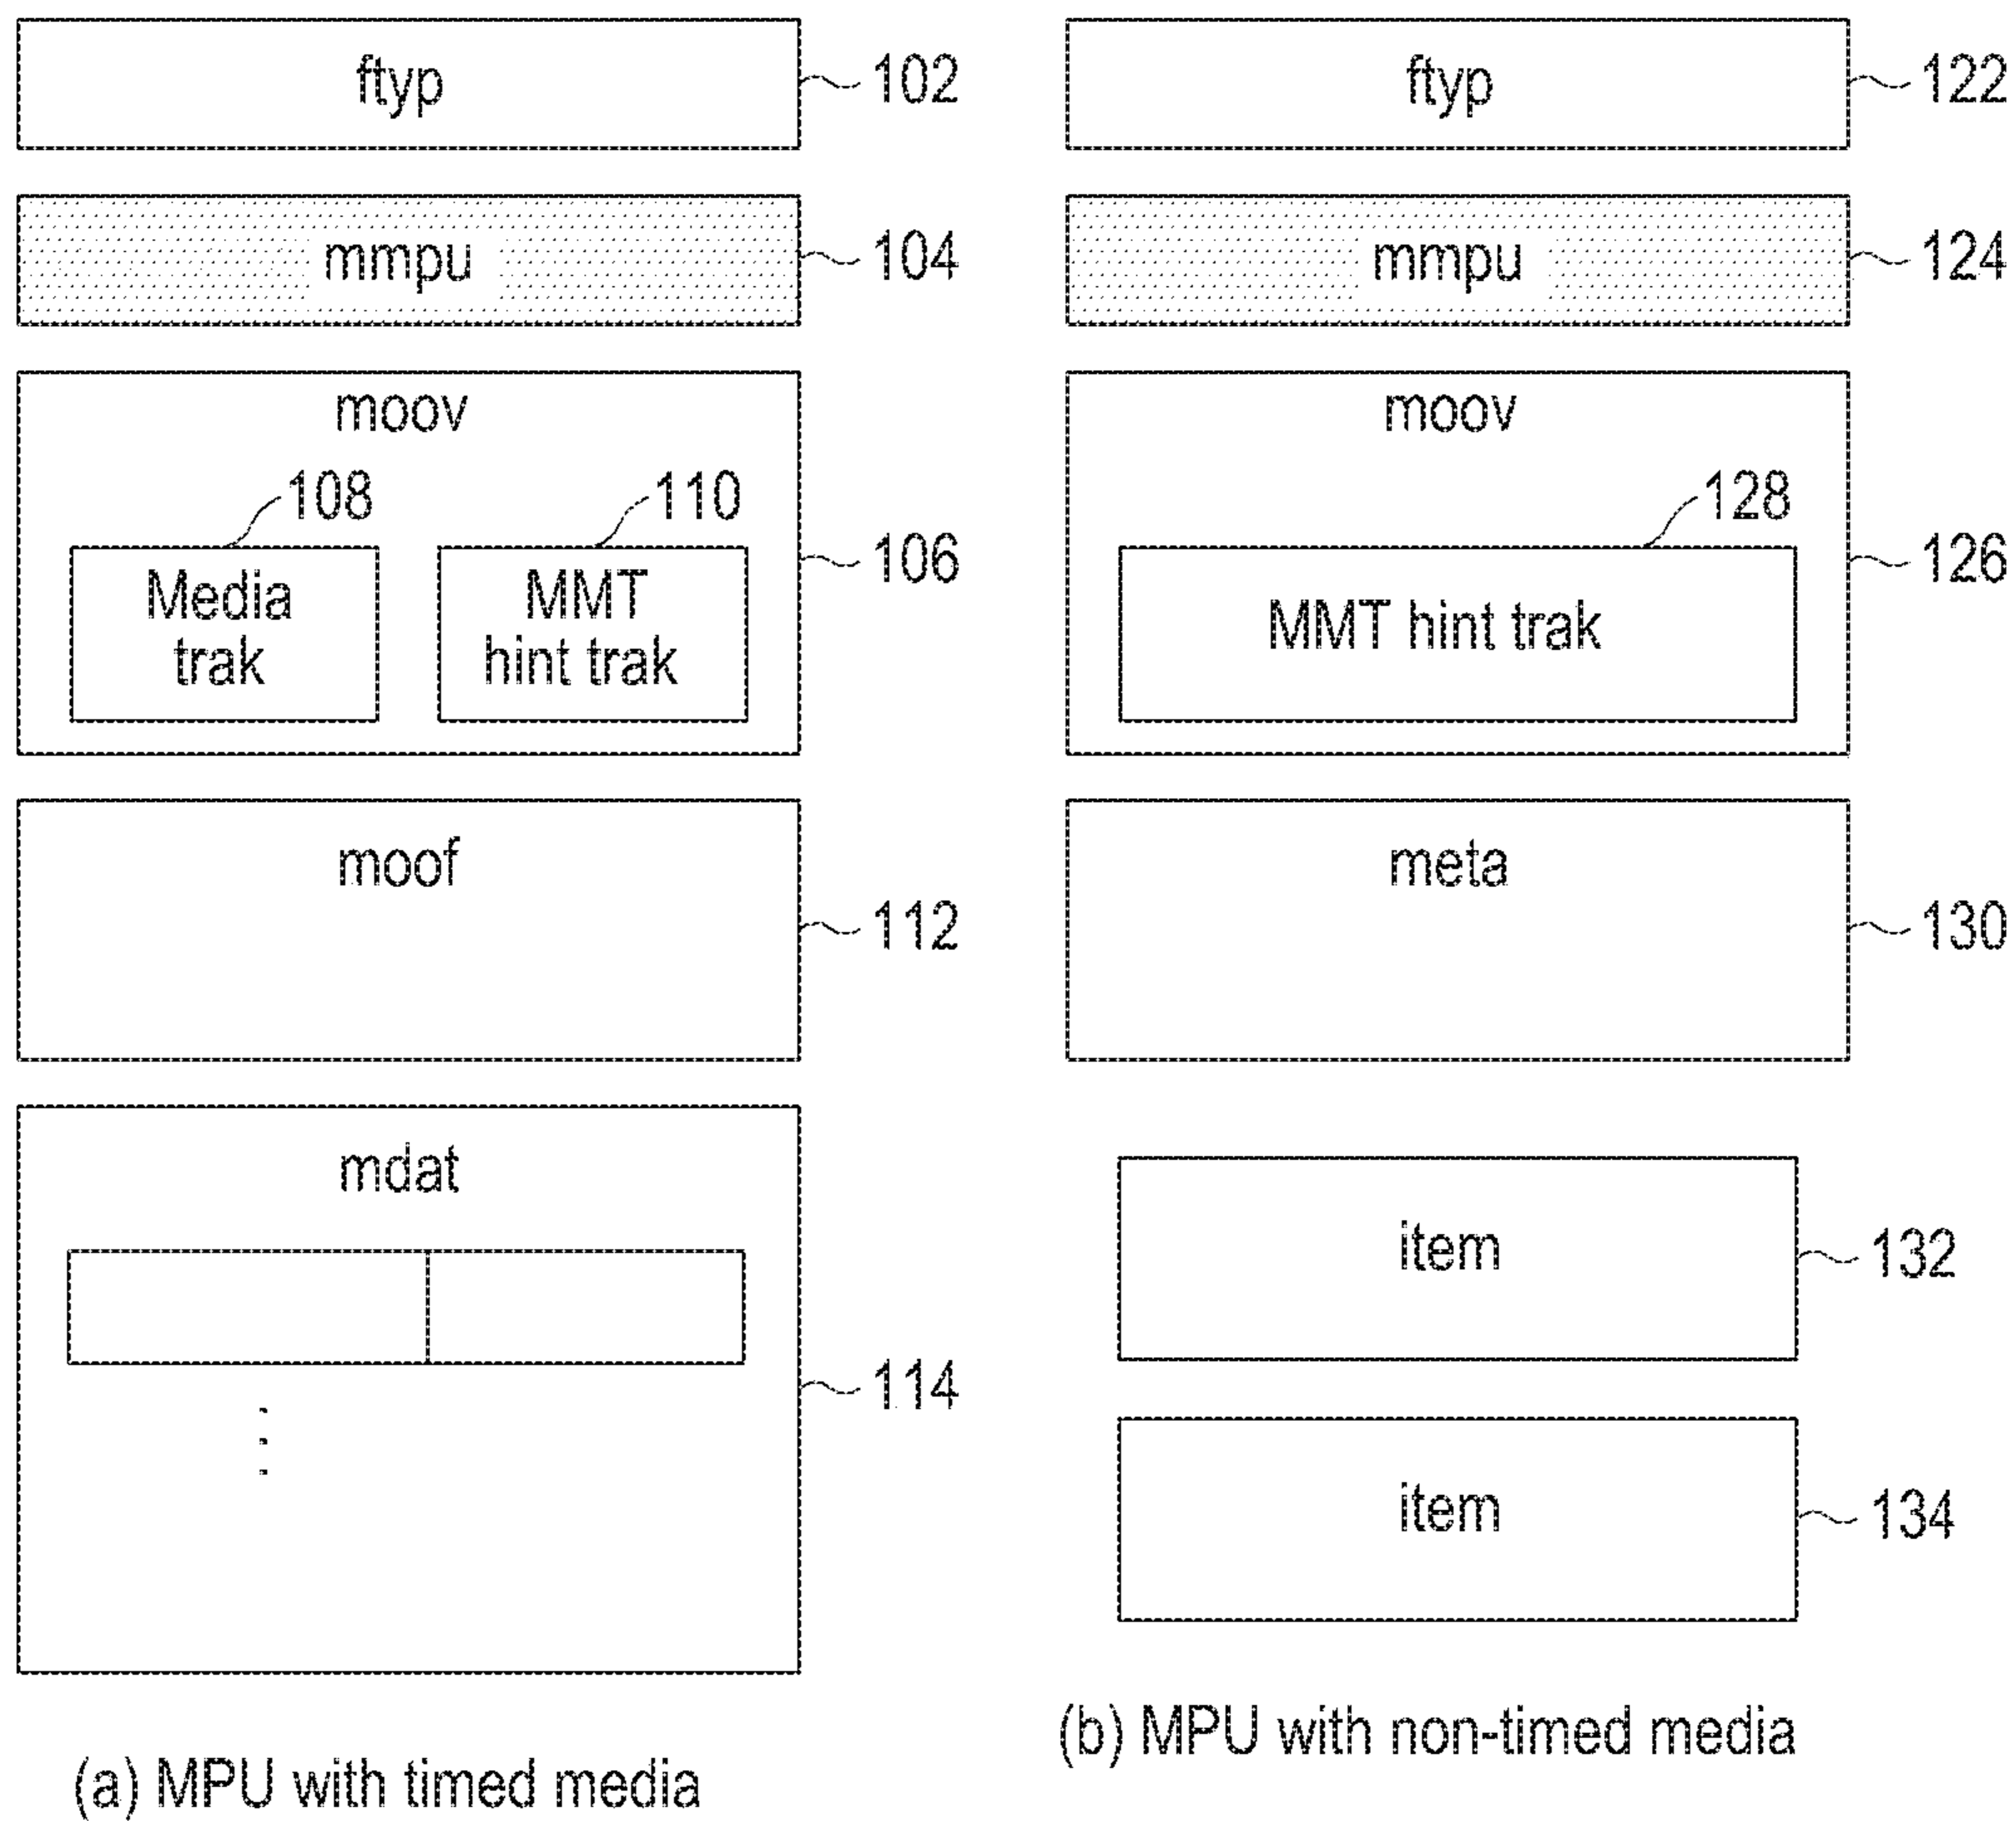 ftyp
102
mmpu
104
moov
108
110
Media
trak
MMT
hint trak
106
moof
112
mdat
114
(a) MPU with timed media
ftyp
122
mmpu
124
moov
128
MMT hint trak
126
meta
130
item
132
item
134
(b) MPU with non-timed media